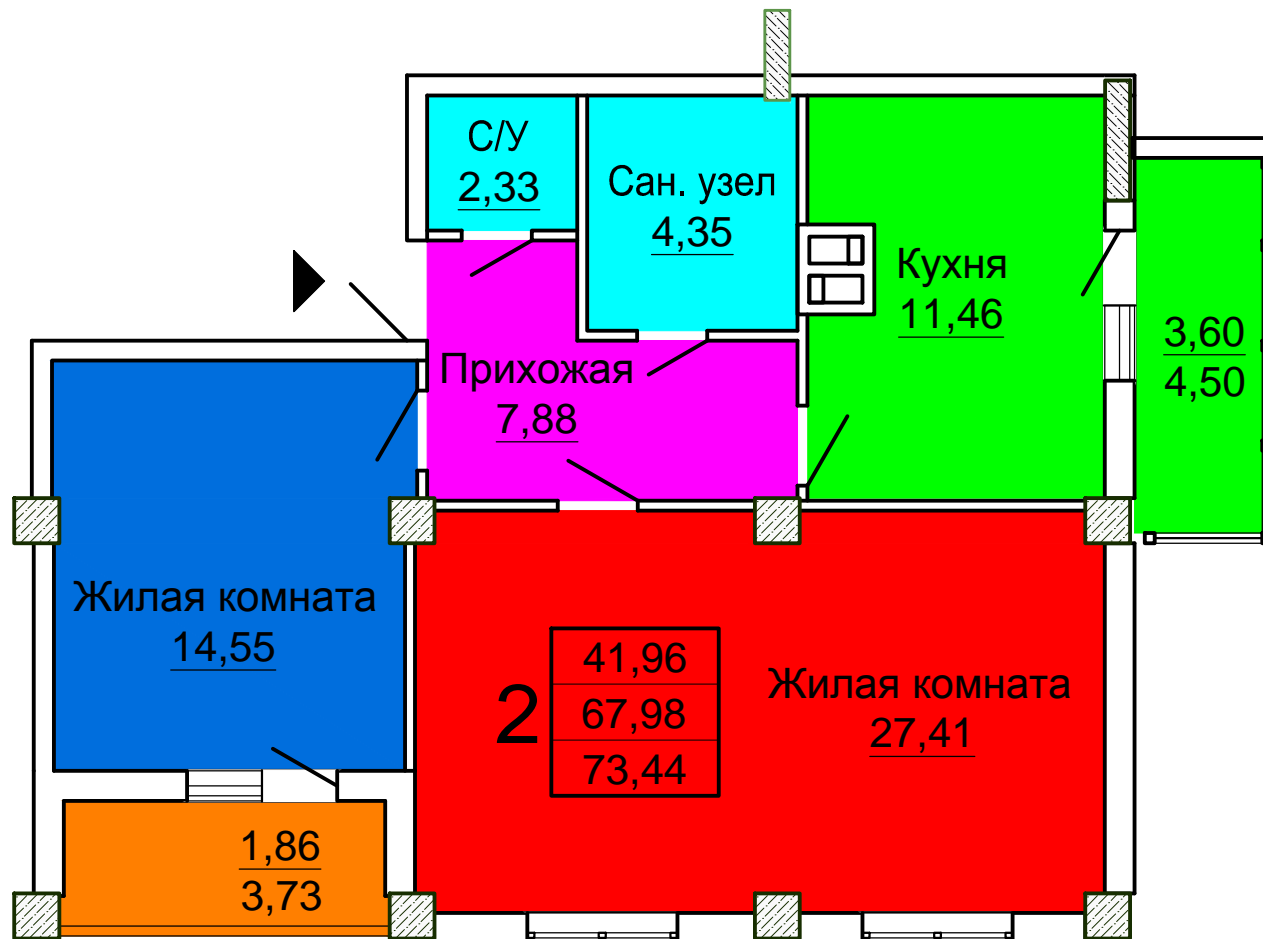 С/У
2,33
Сан. узел
4,35
Кухня
11,46
3,60
4,50
Прихожая
7,88
Жилая комната
14,55
2
41,96
67,98
73,44
Жилая комната
27,41
1,86
3,73